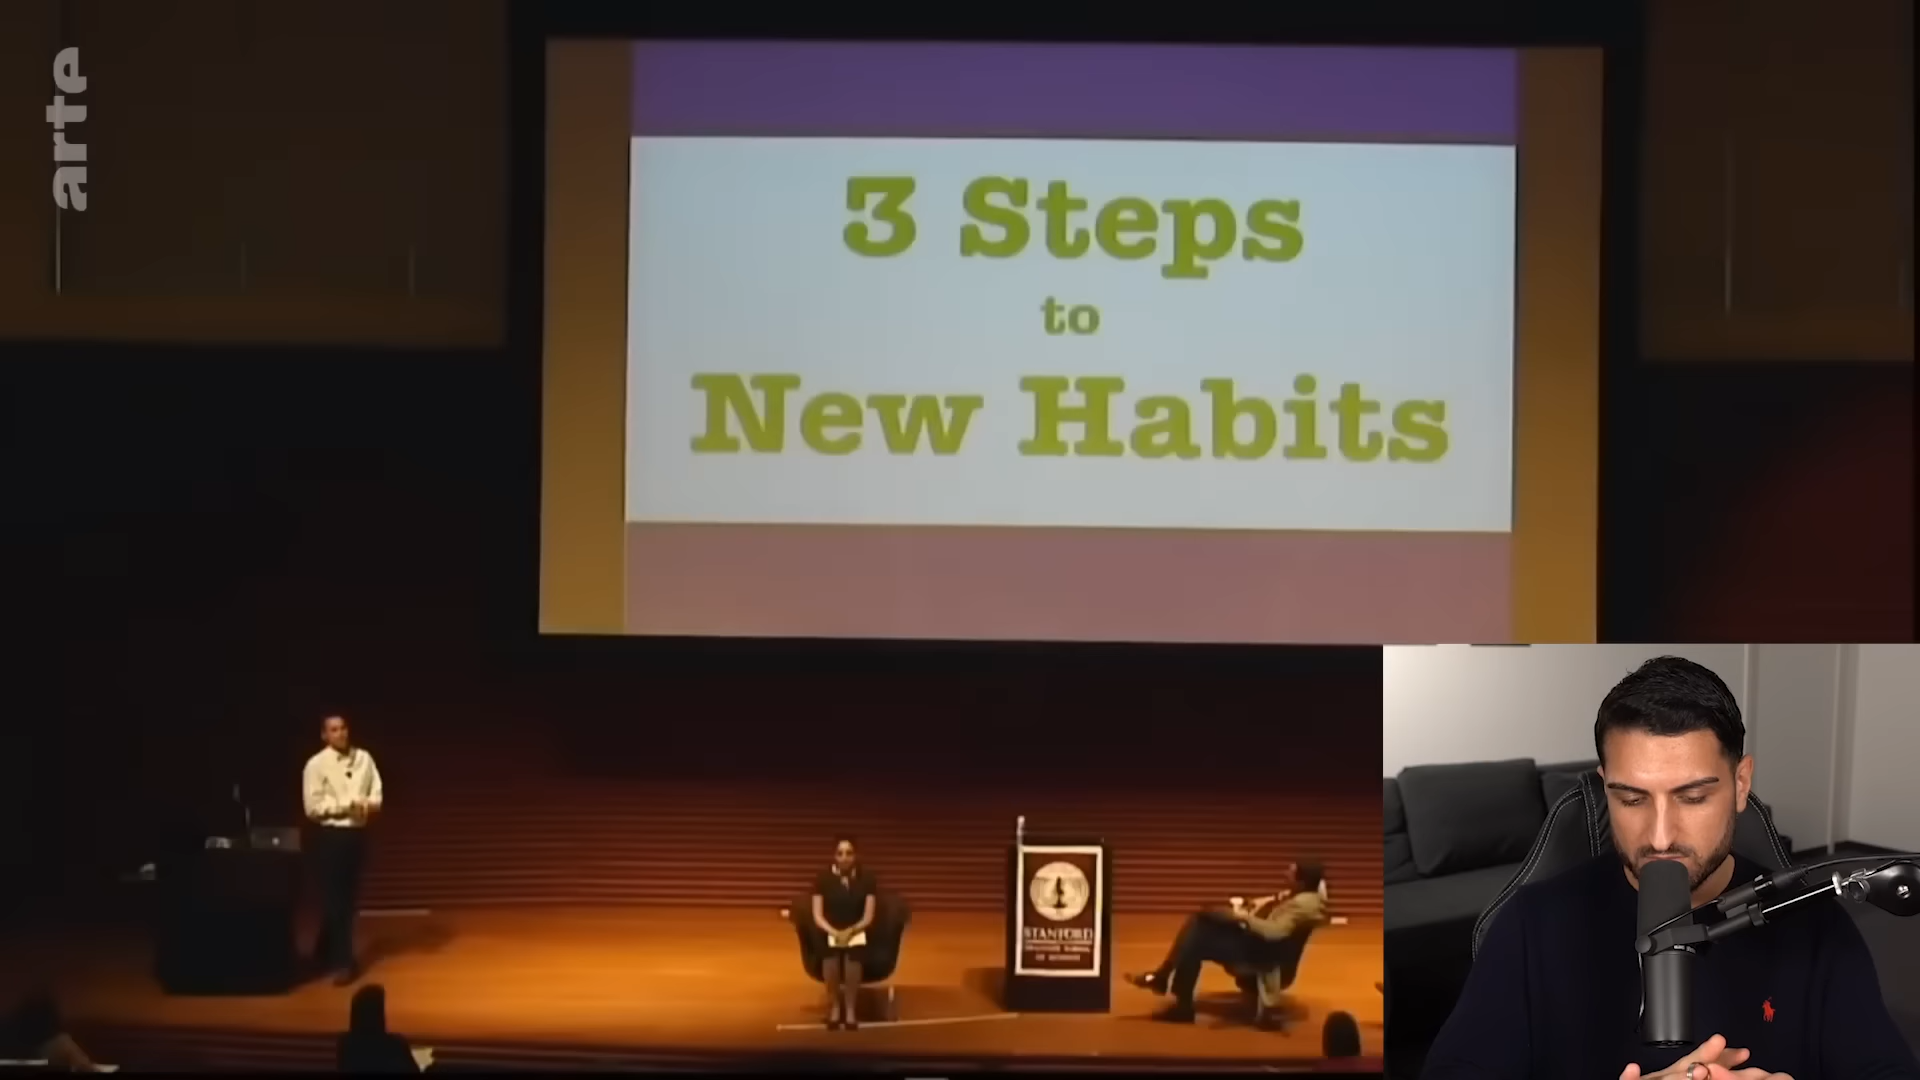 arte
3 Steps
to
New Habits
STANFORD